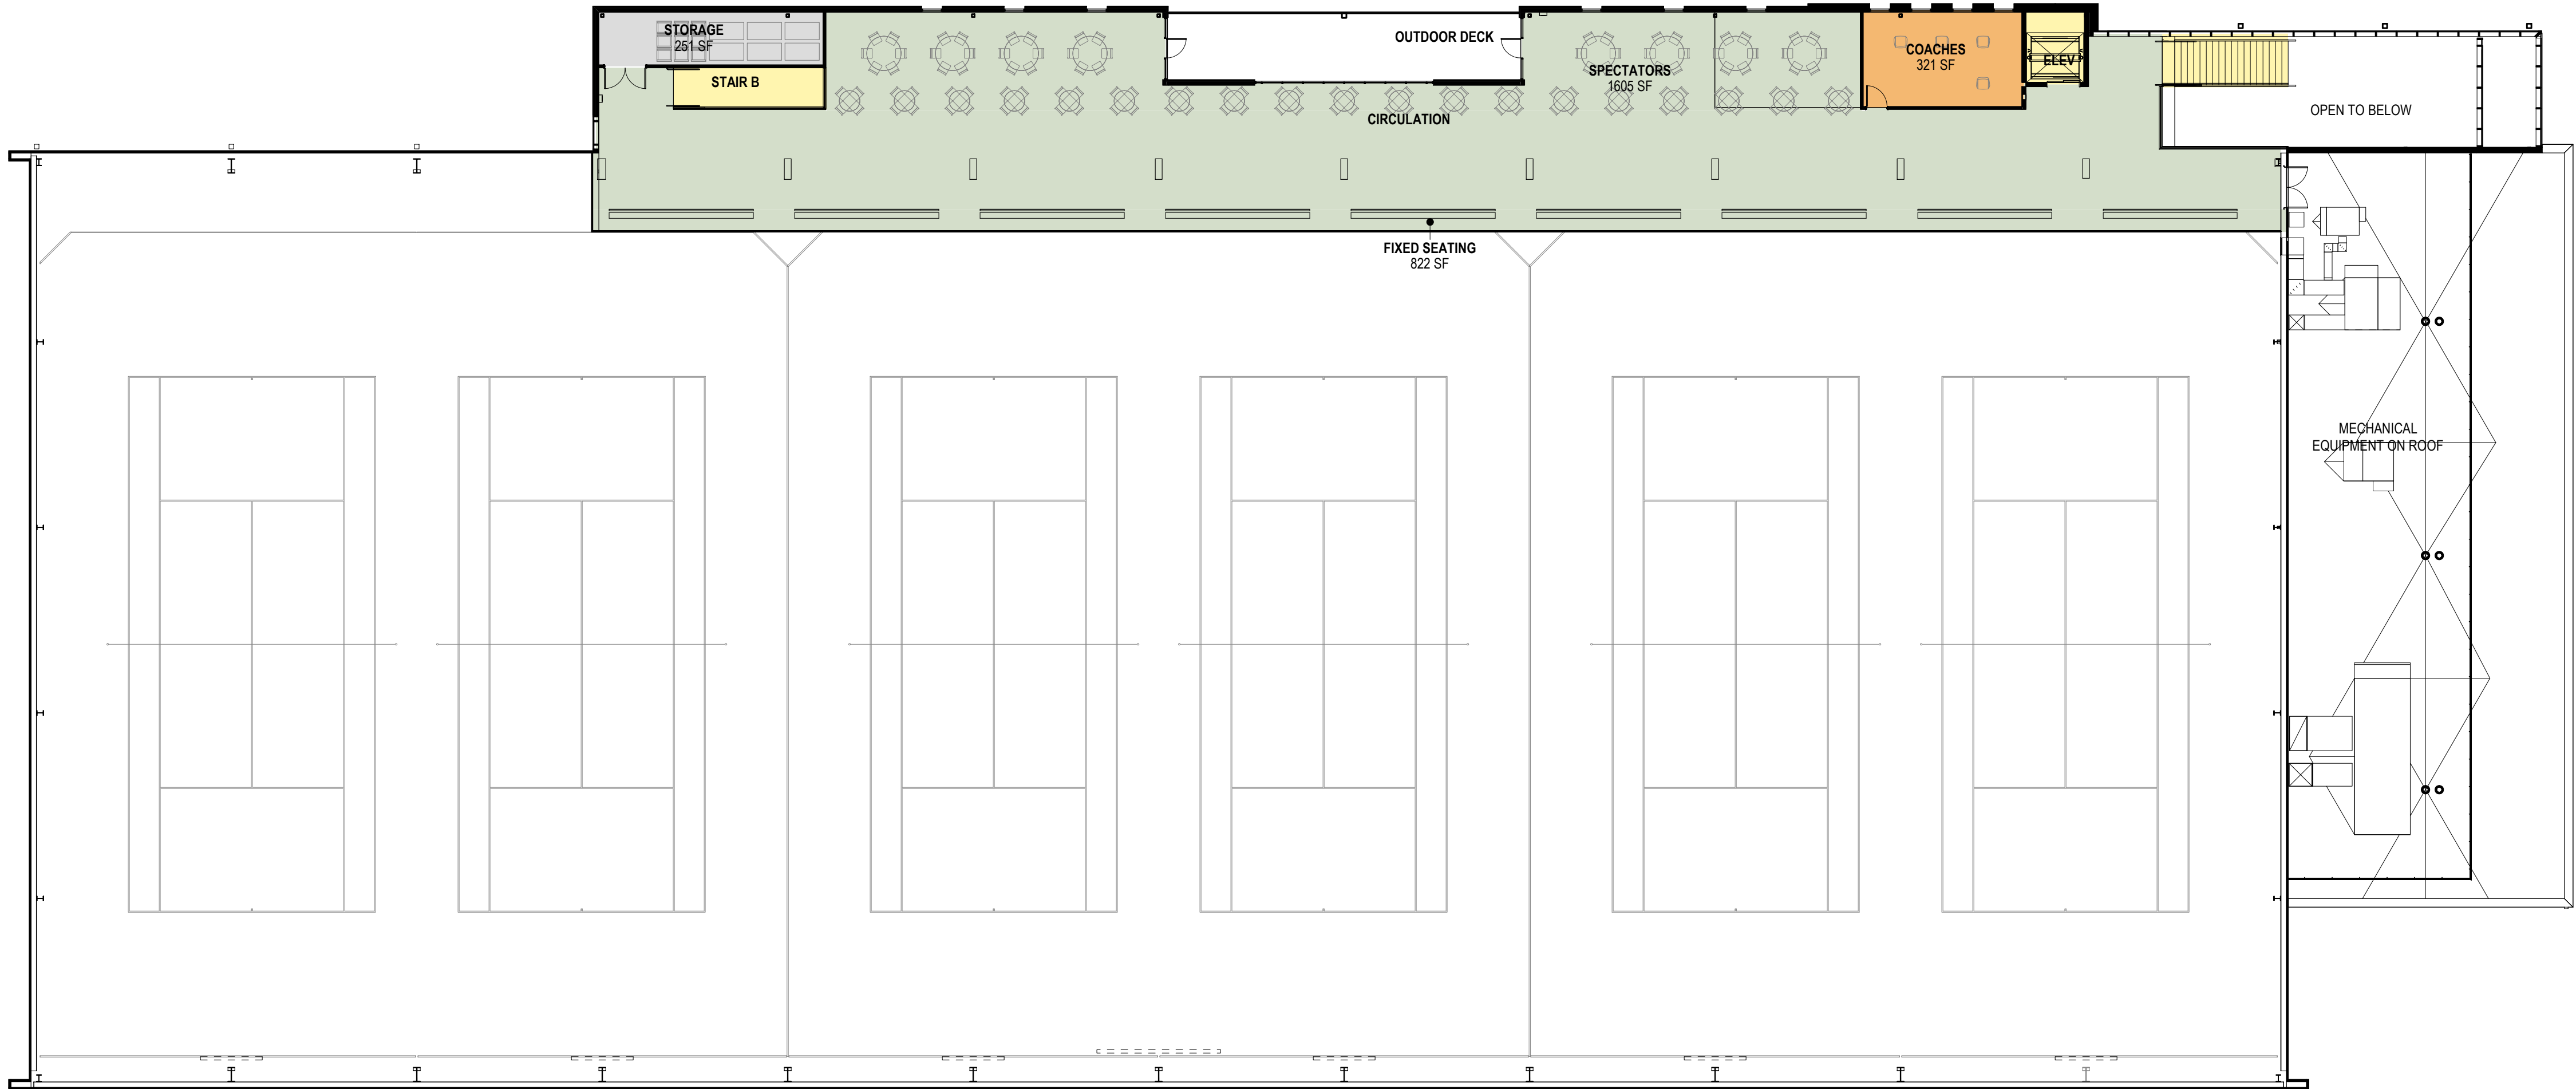 STORAGE
251 SF
STAIR B
OUTDOOR DECK
SPECTATORS
1605 SF
CIRCULATION
COACHES
321 SF
ELEV
OPEN TO BELOW
FIXED SEATING
822 SF
MECHANICAL
EQUIPMENT ON ROOF